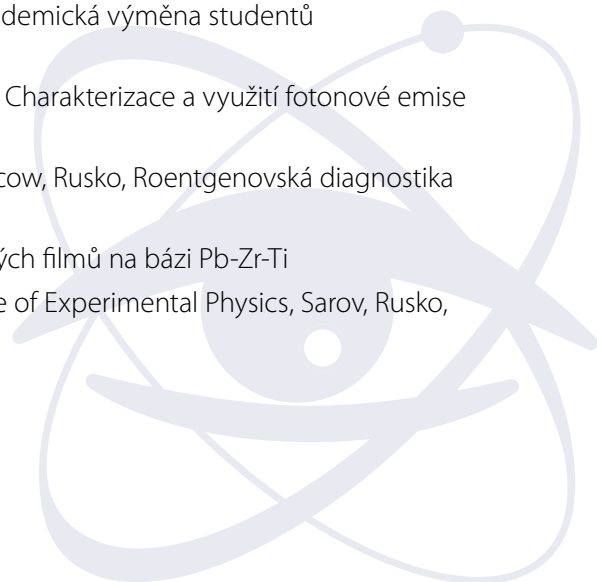 demická výměna studentů
Charakterizace a využití fotonové emise
cow, Rusko, Roentgenovská diagnostika
ých filmů na bázi Pb-Zr-Ti
e of Experimental Physics, Sarov, Rusko,